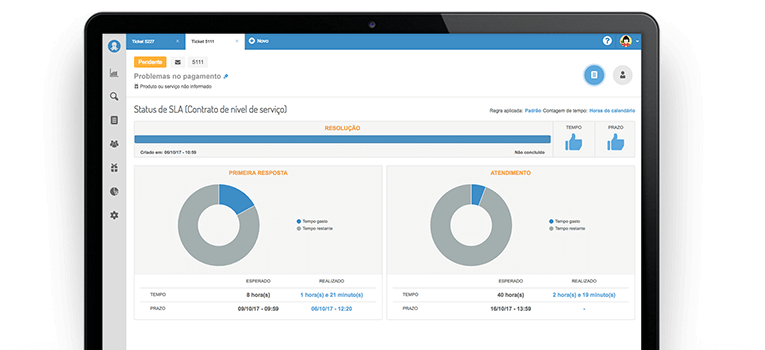 Ticket 5227 × Ticket 5111 × Novo ?
Pendente 5111
Problemas no pagamento
Produto ou serviço não informado
Status de SLA (Contrato de nível de serviço)
Regra aplicada: Padrão Contagem de tempo: Horas do calendário
RESOLUÇÃO
TEMPO PRAZO
Criado em: 06/10/17 - 10:59 Não concluída
PRIMEIRA RESPOSTA
Tempo gasto
Tempo restante
ESPERADO REALIZADO
TEMPO 8 hora(s) 1 hora(s) e 21 minuto(s)
PRAZO 09/10/17 - 09:59 06/10/17 - 12:20
ATENDIMENTO
Tempo gasto
Tempo restante
ESPERADO REALIZADO
TEMPO 40 hora(s) 2 hora(s) e 19 minuto(s)
PRAZO 16/10/17 - 13:59 -